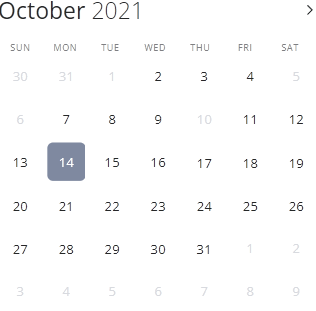 October 2021
SUN MON TUE WED THU FRI SAT
30 31 1 2 3 4 5
6 7 8 9 10 11 12
13 14 15 16 17 18 19
20 21 22 23 24 25 26
27 28 29 30 31 1 2
3 4 5 6 7 8 9